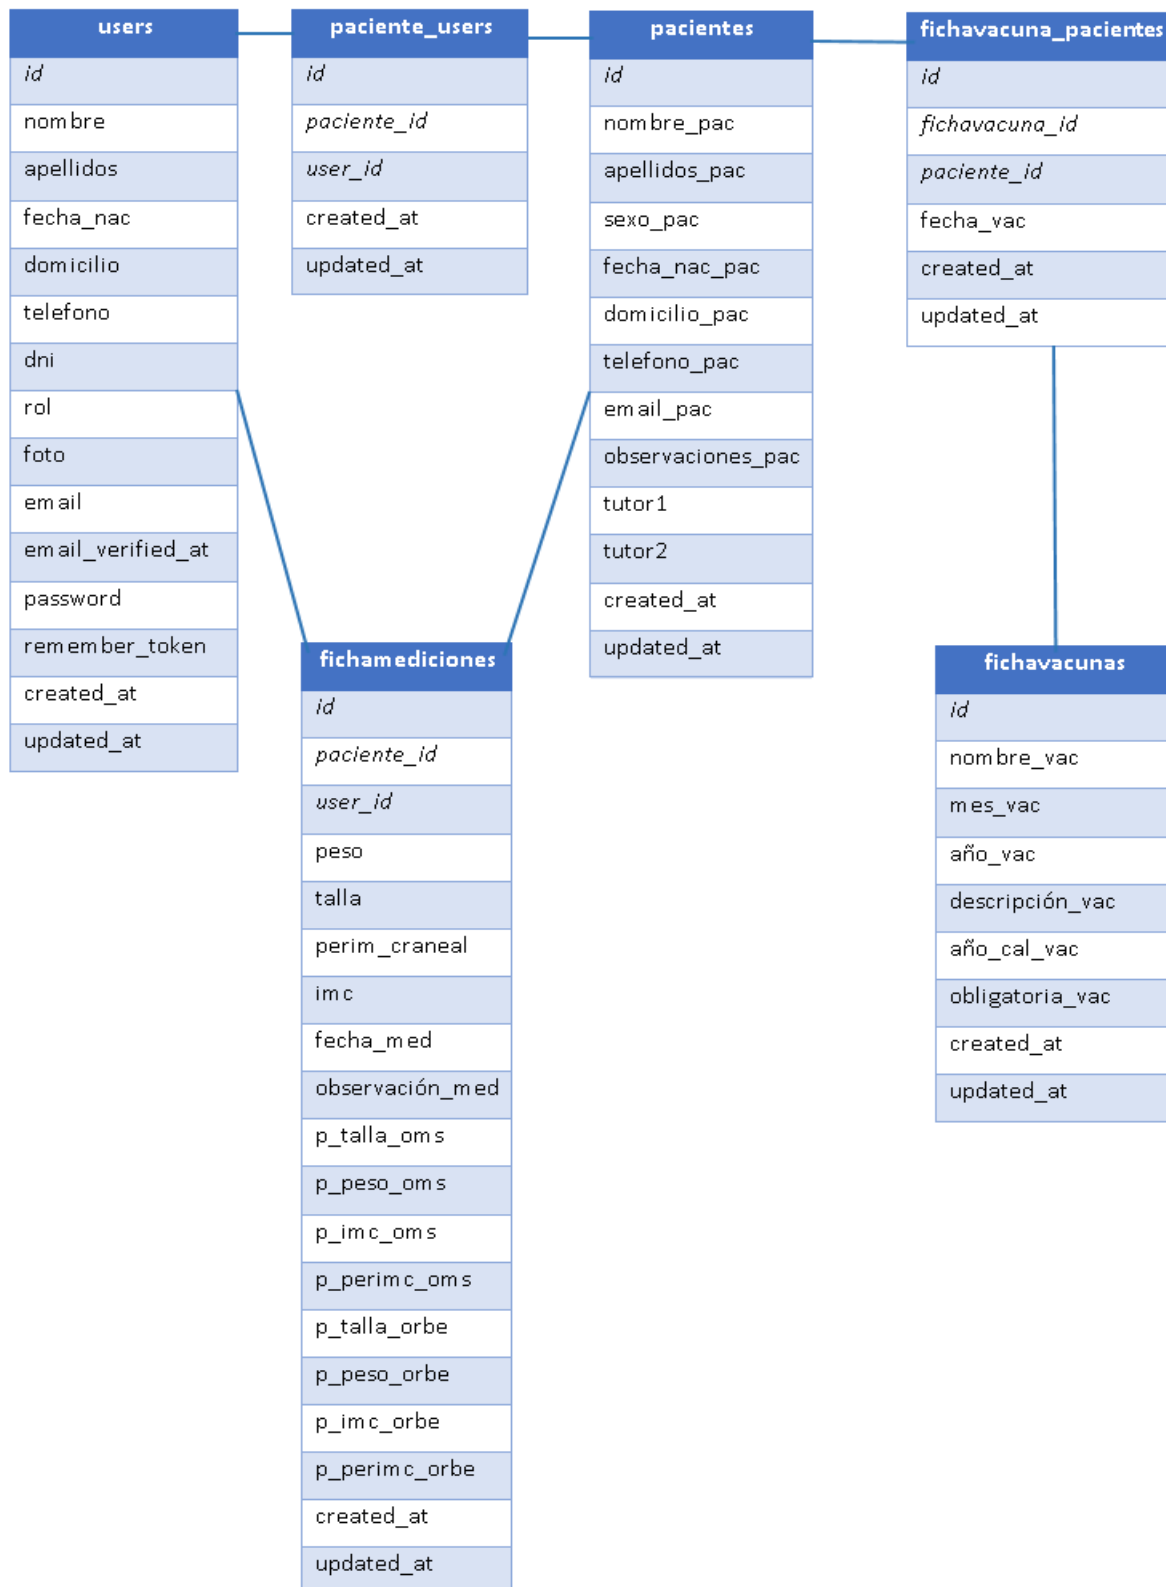 users
id
nombre
apellidos
fecha_nac
domicilio
telefono
dni
rol
foto
email
email_verified_at
password
remember_token
created_at
updated_at
paciente_users
id
paciente_id
user_id
created_at
updated_at
pacientes
id
nombre_pac
apellidos_pac
sexo_pac
fecha_nac_pac
domicilio_pac
telefono_pac
email_pac
observaciones_pac
tutor1
tutor2
created_at
updated_at
fichavacuna_pacientes
id
fichavacuna_id
paciente_id
fecha_vac
created_at
updated_at
fichamediciones
id
paciente_id
user_id
peso
talla
perim_craneal
imc
fecha_med
observación_med
p_talla_oms
p_peso_oms
p_imc_oms
p_perimc_oms
p_talla_orbe
p_peso_orbe
p_imc_orbe
p_perimc_orbe
created_at
updated_at
fichavacunas
id
nombre_vac
mes_vac
año_vac
descripción_vac
año_cal_vac
obligatoria_vac
created_at
updated_at